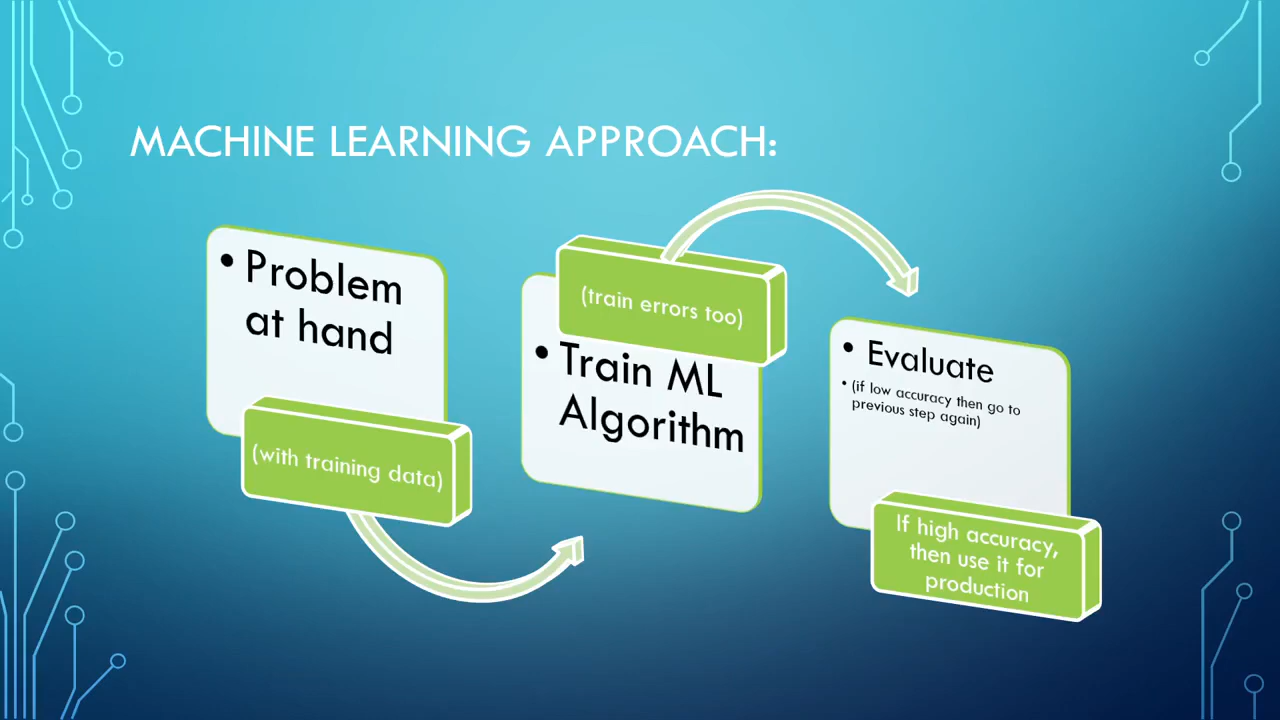 MACHINE LEARNING APPROACH:
• Problem
at hand
(with training data)
(train errors too)
• Train ML
Algorithm
• Evaluate
• (if low accuracy then go to
previous step again)
If high accuracy,
then use it for
production